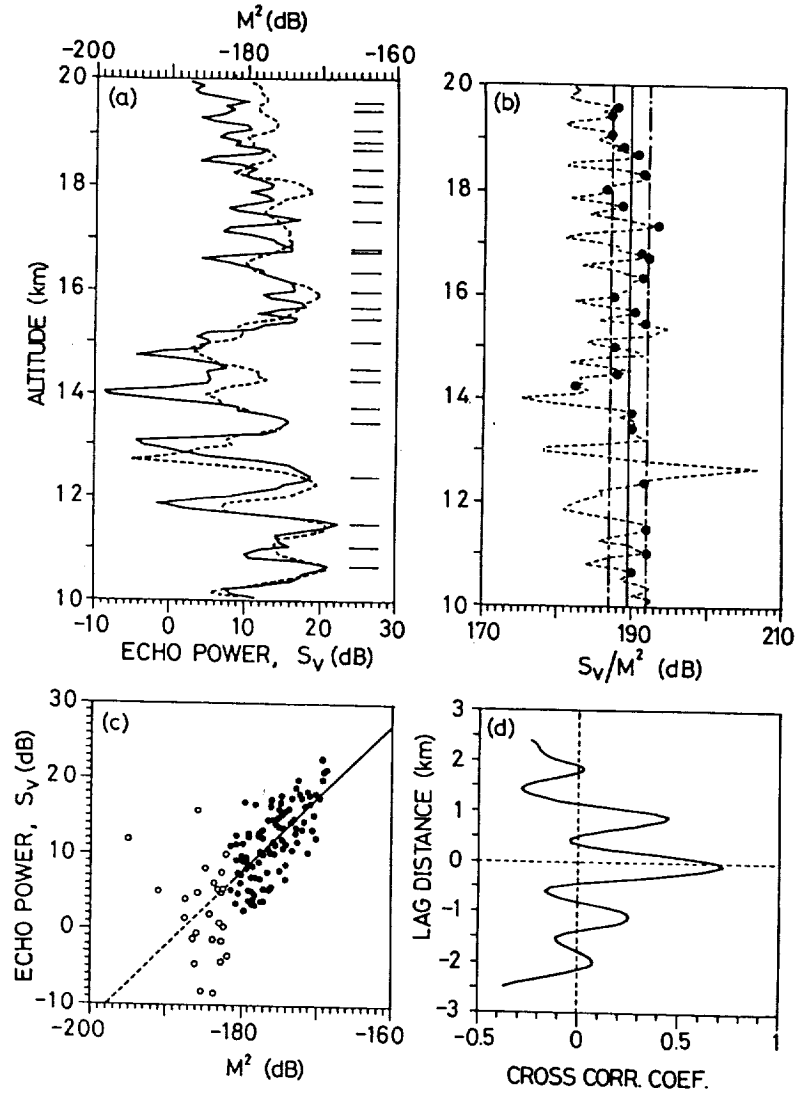 M²(dB)
-200 -180 -160
20 18 16 14 12 10
(a)
ALTITUDE (km)
-10 0 10 20 30
ECHO POWER, Sᵥ (dB)
(b)
20 18 16 14 12 10
170 190 210
Sᵥ/M² (dB)
(c)
ECHO POWER, Sᵥ (dB)
30 20 10 0 -10
-200 -180 -160
M² (dB)
(d)
LAG DISTANCE (km)
3 2 1 0 -1 -2 -3
-0.5 0 0.5 1
CROSS CORR. COEF.